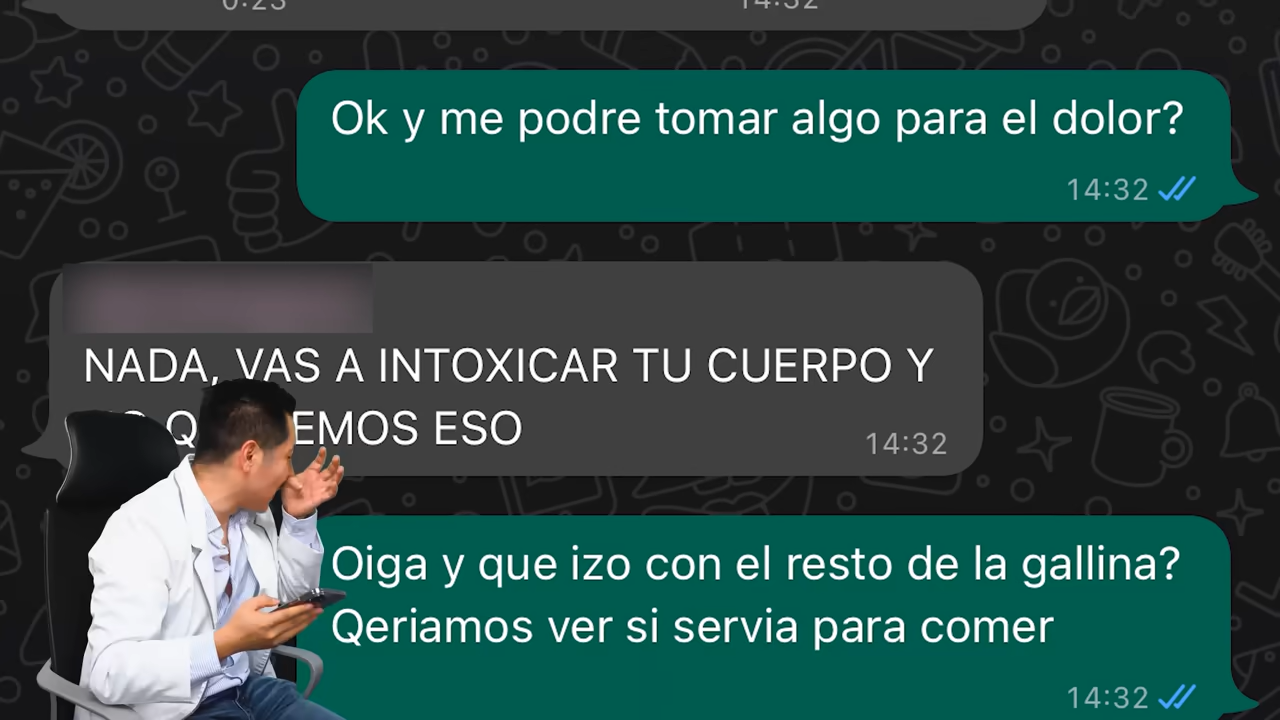 0:23 14:32
Ok y me podre tomar algo para el dolor?
14:32
NADA, VAS A INTOXICAR TU CUERPO Y
ESO
14:32
Oiga y que izo con el resto de la gallina?
Qeriamos ver si servia para comer
14:32